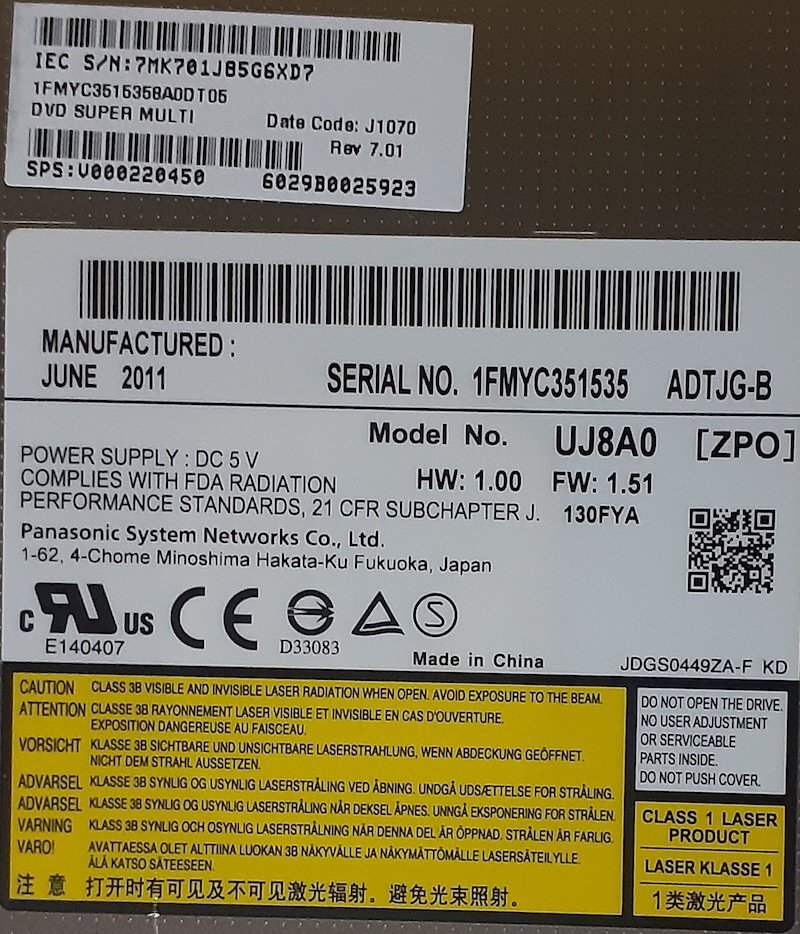 IEC S/N:7MK701J85G6XD7
1FMYC3515358A0DT05
DVD SUPER MULTI
Date Code: J1070
Rev 7.01
SPS:V000220450 6029B0025923
MANUFACTURED :
JUNE 2011
SERIAL NO. 1FMYC351535 ADTJG-B
Model No. UJ8A0 [ZPO]
POWER SUPPLY : DC 5 V
HW: 1.00 FW: 1.51
COMPLIES WITH FDA RADIATION
PERFORMANCE STANDARDS, 21 CFR SUBCHAPTER J. 130FYA
Panasonic System Networks Co., Ltd.
1-62, 4-Chome Minoshima Hakata-Ku Fukuoka, Japan
C RU US CE S
E140407 D33083
Made in China JDGS0449ZA-F KD
CAUTION CLASS 3B VISIBLE AND INVISIBLE LASER RADIATION WHEN OPEN. AVOID EXPOSURE TO THE BEAM.
ATTENTION CLASSE 3B RAYONNEMENT LASER VISIBLE ET INVISIBLE EN CAS D'OUVERTURE.
EXPOSITION DANGEREUSE AU FAISCEAU.
VORSICHT KLASSE 3B SICHTBARE UND UNSICHTBARE LASERSTRAHLUNG, WENN ABDECKUNG GEÖFFNET.
NICHT DEM STRAHL AUSSETZEN.
ADVARSEL KLASSE 3B SYNLIG OG USYNLIG LASERSTRÅLING VED ÅBNING. UNDGÅ UDSÆTTELSE FOR STRÅLING.
ADVARSEL KLASSE 3B SYNLIG OG USYNLIG LASERSTRÅLING NÅR DEKSEL ÅPNES. UNNGÅ EKSPONERING FOR STRÅLEN.
VARNING KLASS 3B SYNLIG OCH OSYNLIG LASERSTRÅLNING NÄR DENNA DEL ÄR ÖPPNAD. STRÅLEN ÄR FARLIG.
VARO! AVATTAESSA OLET ALTTIINA LUOKAN 3B NÄKYVÄLLE JA NÄKYMÄTTÖMÄLLE LASERSÄTEILYLLE.
ÄLÄ KATSO SÄTEESEEN.
注 意 打开时有可见及不可见激光辐射。避免光束照射。
DO NOT OPEN THE DRIVE.
NO USER ADJUSTMENT
OR SERVICEABLE
PARTS INSIDE.
DO NOT PUSH COVER.
CLASS 1 LASER
PRODUCT
LASER KLASSE 1
1类激光产品